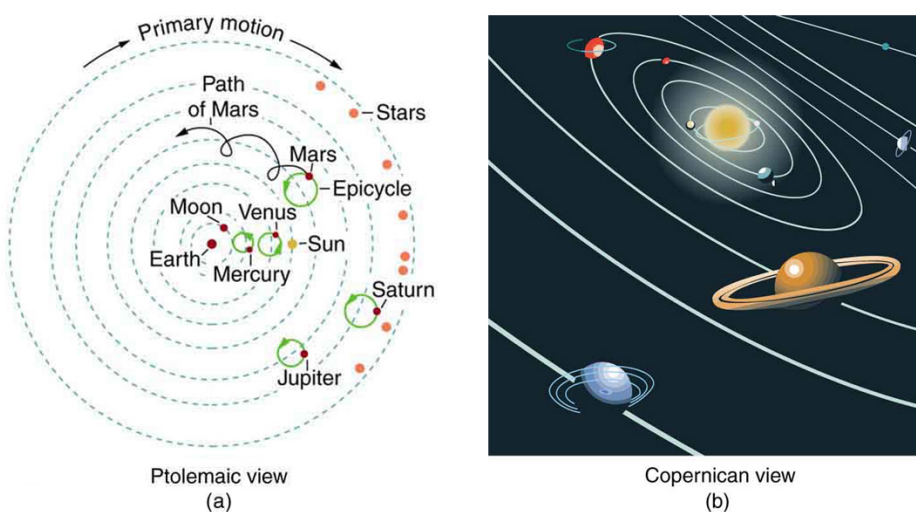 Primary motion
Path
of Mars
Stars
Mars
Epicycle
Moon
Venus
Sun
Earth
Mercury
Saturn
Jupiter
Ptolemaic view
(a)
Copernican view
(b)